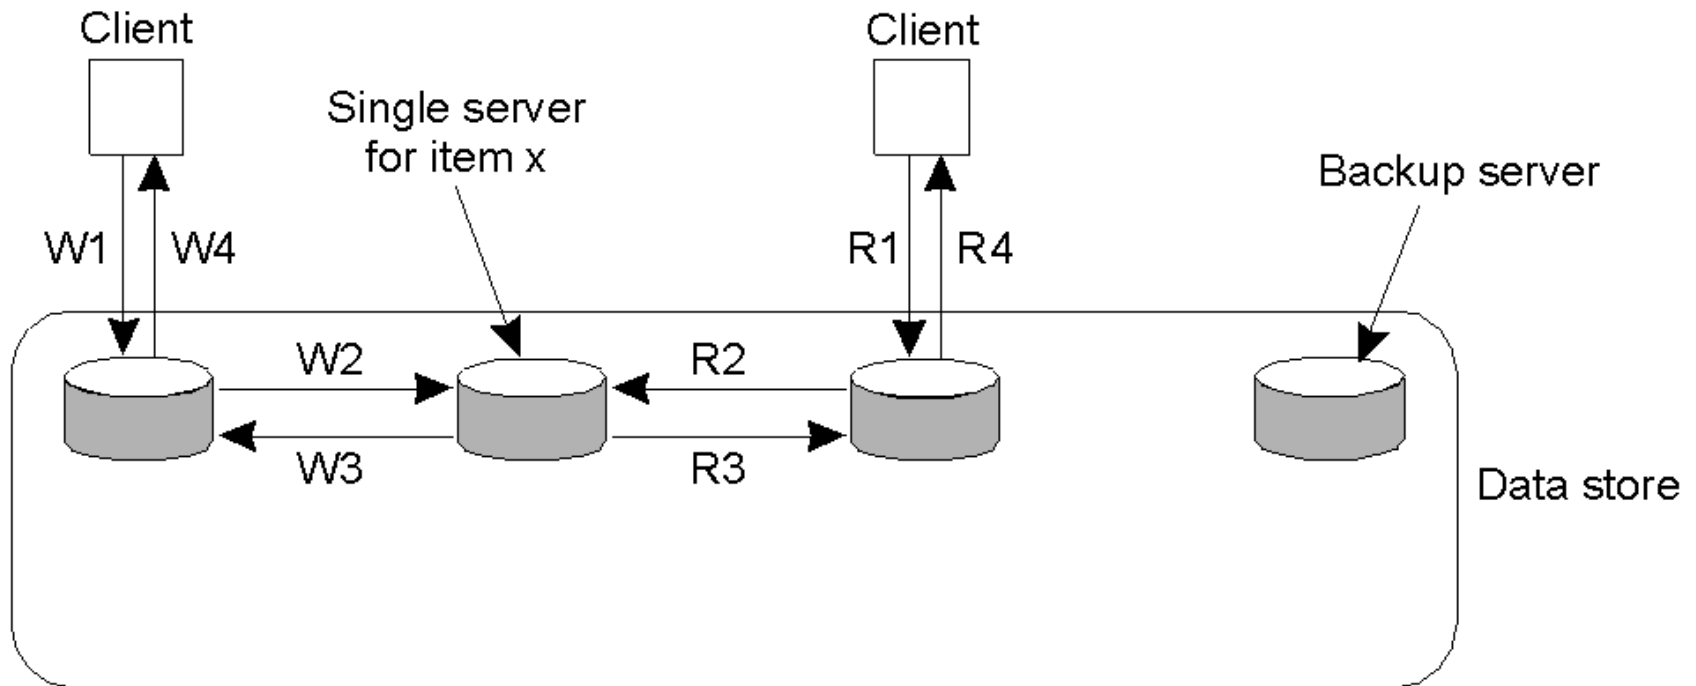 Client
Client
Single server
for item x
Backup server
W1
W4
R1
R4
W2
R2
W3
R3
Data store